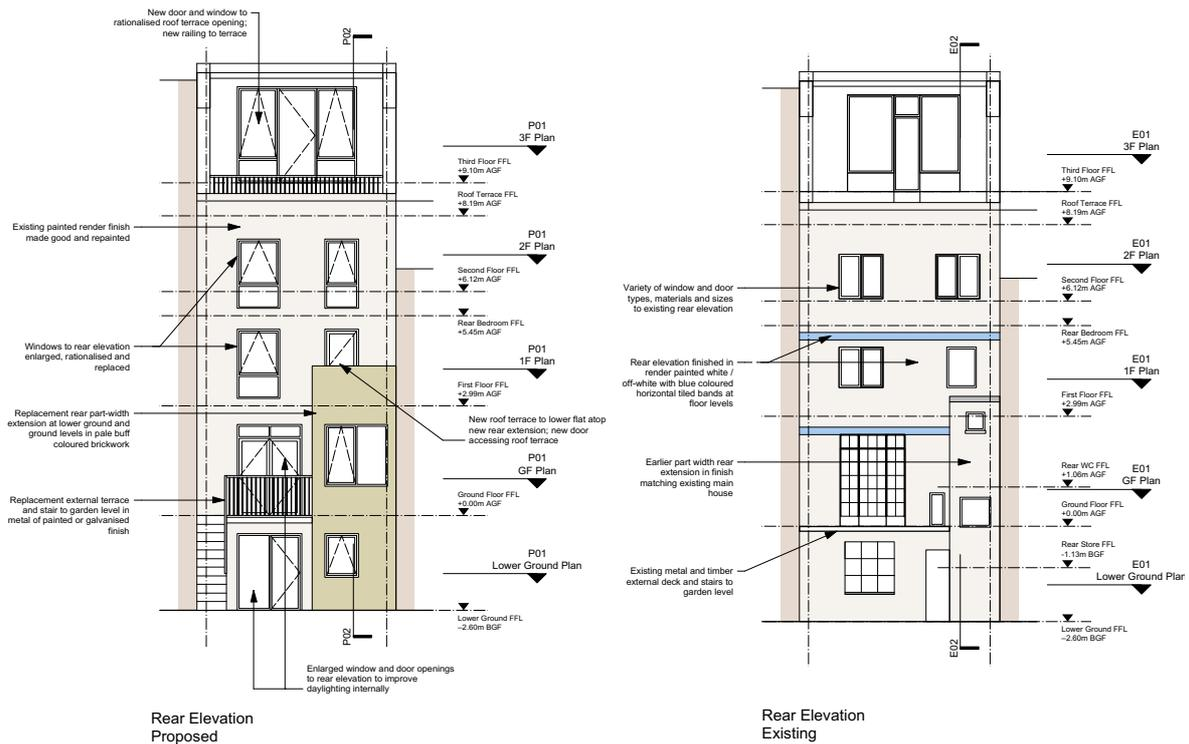 New door and window to
rationalised roof terrace opening;
new railing to terrace
P02
P01
3F Plan
Third Floor FFL
+9.10m AGF
Roof Terrace FFL
+8.19m AGF
Existing painted render finish
made good and repainted
P01
2F Plan
Second Floor FFL
+6.12m AGF
Rear Bedroom FFL
+5.45m AGF
Windows to rear elevation
enlarged, rationalised and
replaced
P01
1F Plan
First Floor FFL
+2.99m AGF
Replacement rear part-width
extension at lower ground and
ground levels in pale buff
coloured brickwork
New roof terrace to lower flat atop
new rear extension; new door
accessing roof terrace
P01
GF Plan
Ground Floor FFL
+0.00m AGF
Replacement external terrace
and stair to garden level in
metal of painted or galvanised
finish
P01
Lower Ground Plan
Lower Ground FFL
–2.60m BGF
P02
Enlarged window and door openings
to rear elevation to improve
daylighting internally
Rear Elevation
Proposed
E02
E01
3F Plan
Third Floor FFL
+9.10m AGF
Roof Terrace FFL
+8.19m AGF
E01
2F Plan
Variety of window and door
types, materials and sizes
to existing rear elevation
Second Floor FFL
+6.12m AGF
Rear Bedroom FFL
+5.45m AGF
Rear elevation finished in
render painted white /
off-white with blue coloured
horizontal tiled bands at
floor levels
E01
1F Plan
First Floor FFL
+2.99m AGF
Earlier part width rear
extension in finish
matching existing main
house
Rear WC FFL
+1.06m AGF
E01
GF Plan
Ground Floor FFL
+0.00m AGF
Rear Store FFL
-1.13m BGF
Existing metal and timber
external deck and stairs to
garden level
E01
Lower Ground Plan
Lower Ground FFL
–2.60m BGF
E02
Rear Elevation
Existing